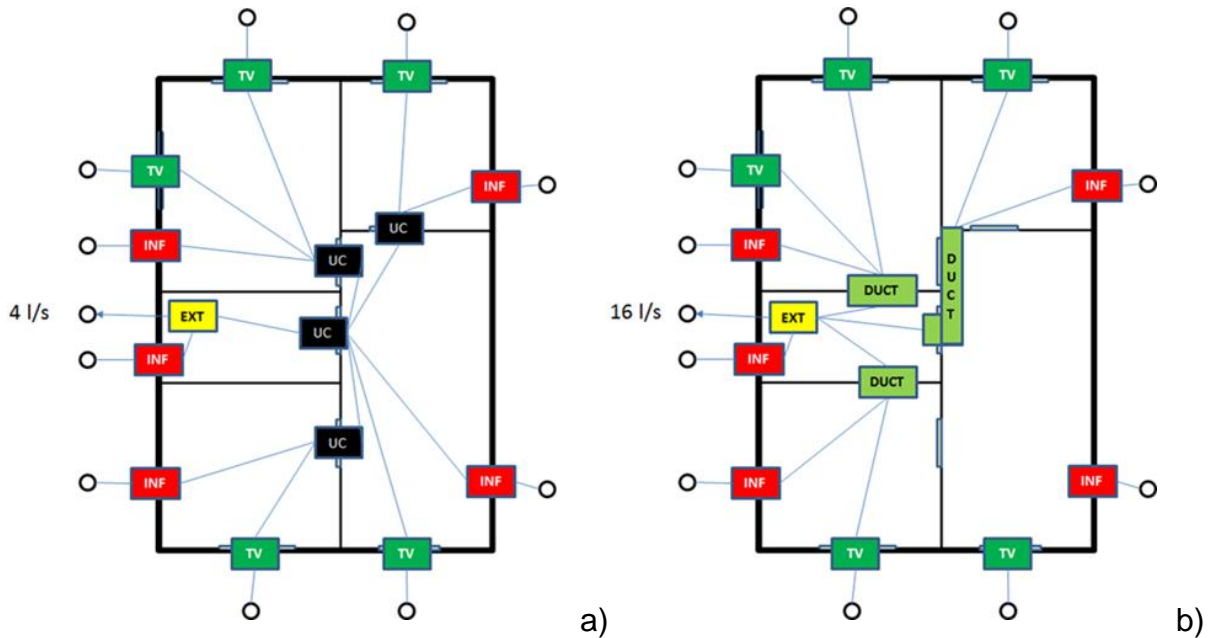 TV
TV
TV
INF
UC
INF
UC
4 l/s
EXT
UC
INF
UC
INF
INF
TV
TV
a)
TV
TV
TV
INF
INF
DUCT
DUCT
16 l/s
EXT
INF
DUCT
INF
INF
TV
TV
b)